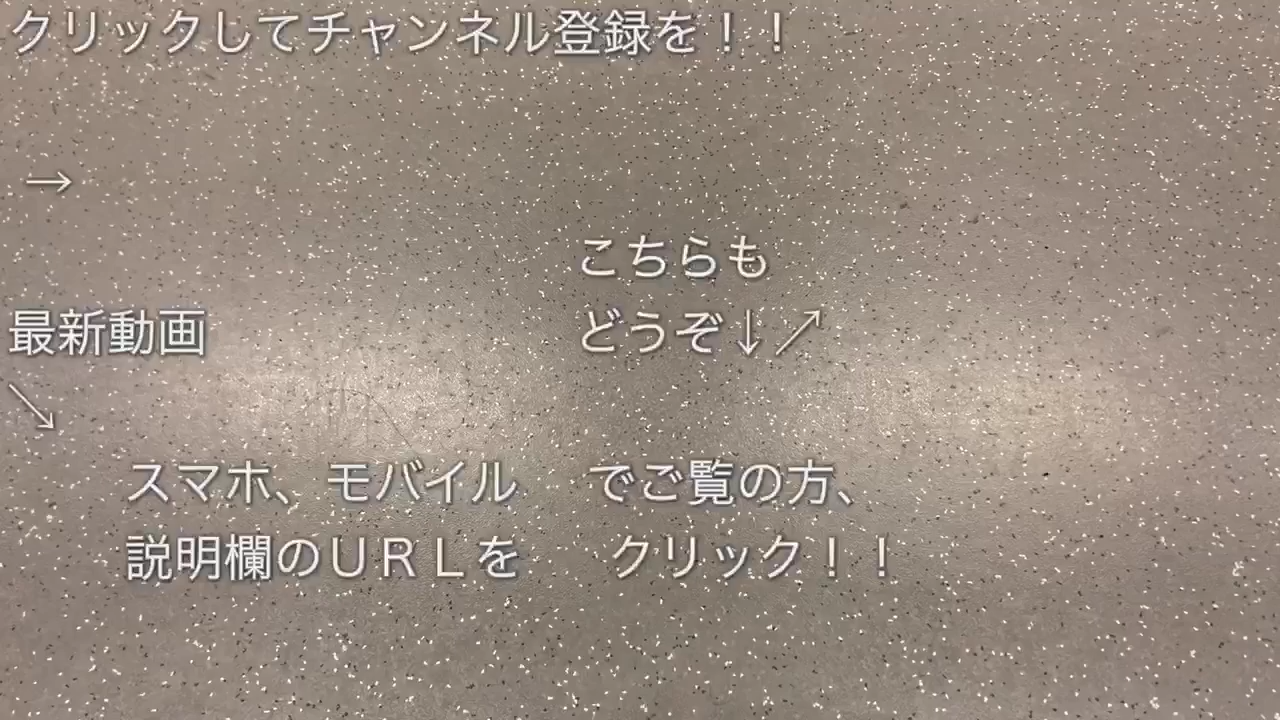 クリックしてチャンネル登録を！！
→
こちらも
どうぞ↓↗
最新動画
↘
スマホ、モバイル　でご覧の方、
説明欄のＵＲＬを　クリック！！